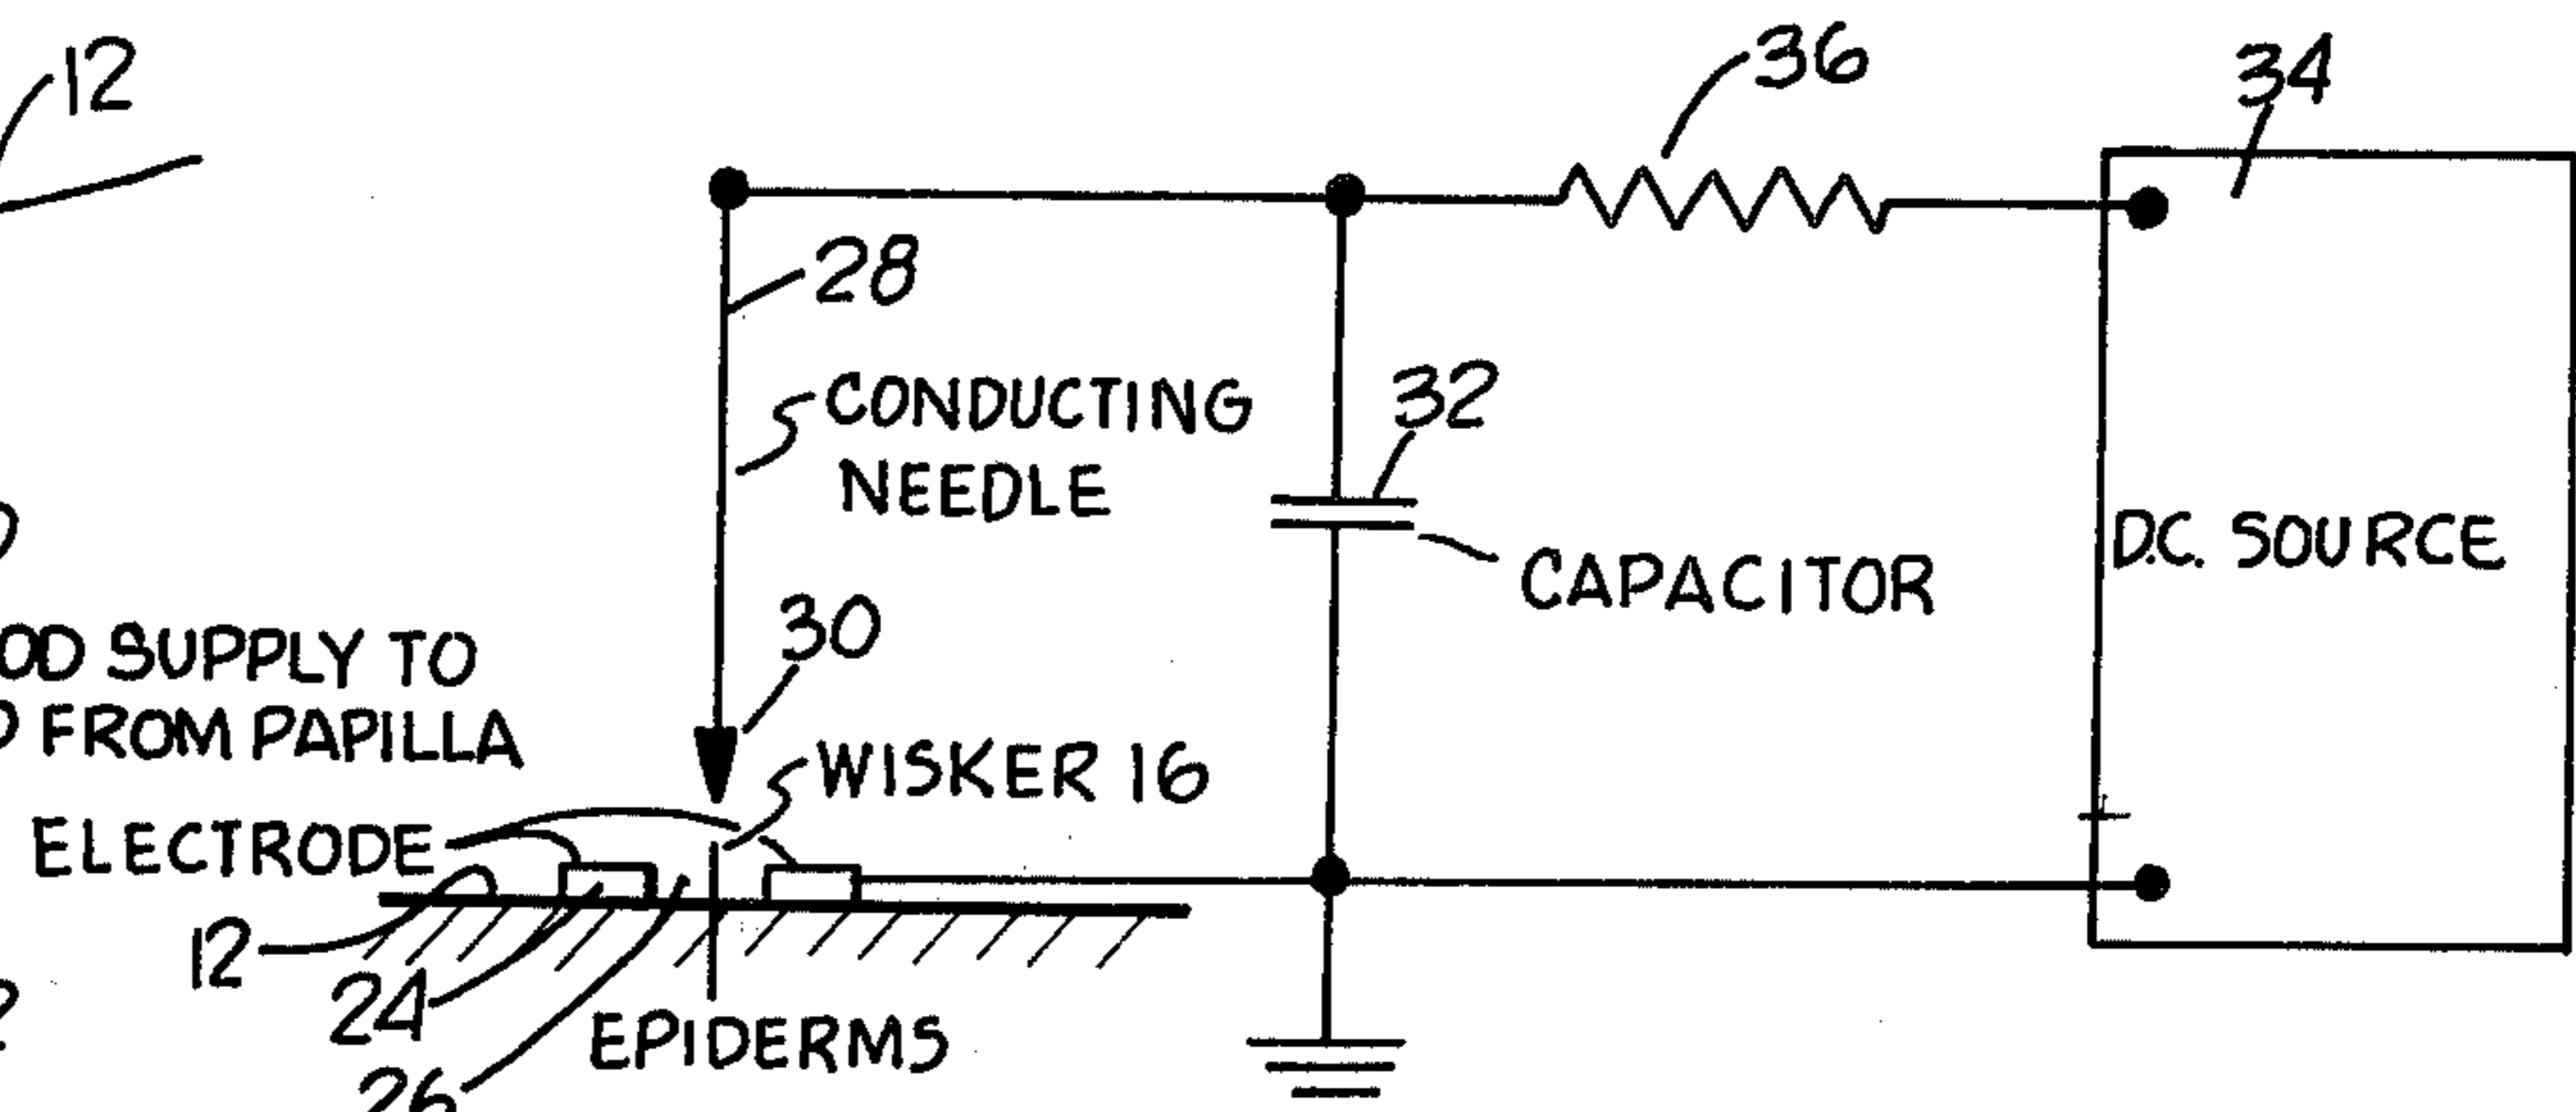 12
36
34
28
CONDUCTING
NEEDLE
32
D.C. SOURCE
CAPACITOR
30
OD SUPPLY TO
FROM PAPILLA
WISKER 16
ELECTRODE
12
24
EPIDERMS
26